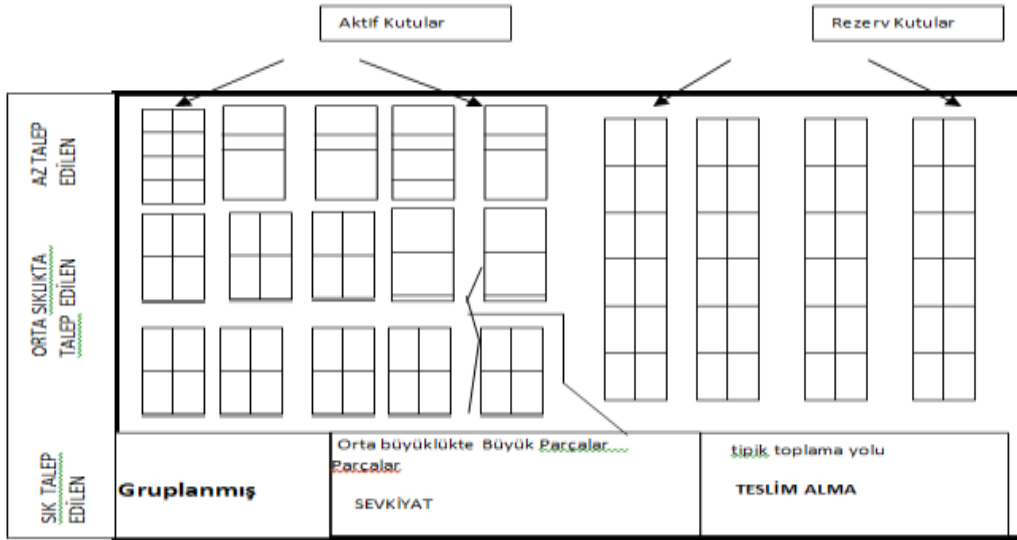 Aktif Kutular
Rezerv Kutular
AZ TALEP
EDİLEN
ORTA SIKLIKTA
TALEP EDİLEN
SIK TALEP
EDİLEN
Gruplanmış
Orta büyüklükte Büyük Parçalar
Parçalar
SEVKİYAT
tipik toplama yolu
TESLİM ALMA